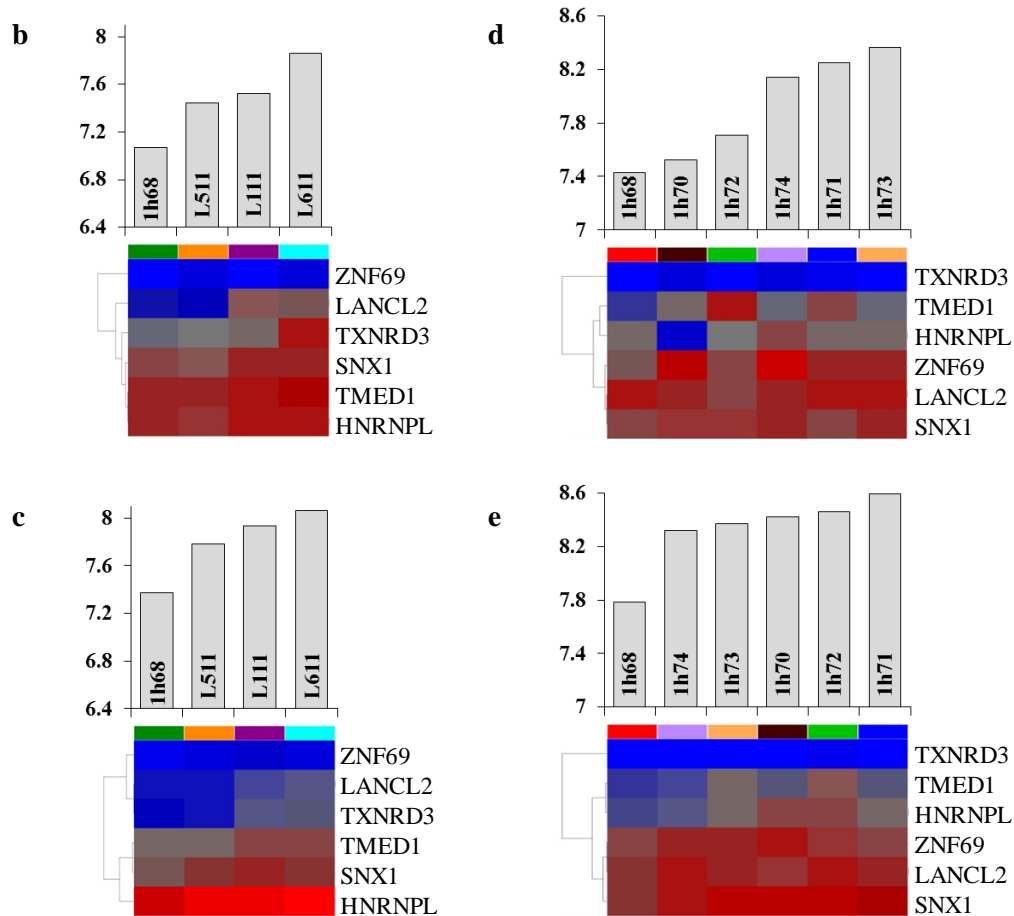 b
8
7.6
7.2
6.8
6.4
1h68
L511
L111
L611
ZNF69
LANCL2
TXNRD3
SNX1
TMED1
HNRNPL
d
8.6
8.2
7.8
7.4
7
1h68
1h70
1h72
1h74
1h71
1h73
TXNRD3
TMED1
HNRNPL
ZNF69
LANCL2
SNX1
c
8
7.6
7.2
6.8
6.4
1h68
L511
L111
L611
ZNF69
LANCL2
TXNRD3
TMED1
SNX1
HNRNPL
e
8.6
8.2
7.8
7.4
7
1h68
1h74
1h73
1h70
1h72
1h71
TXNRD3
TMED1
HNRNPL
ZNF69
LANCL2
SNX1